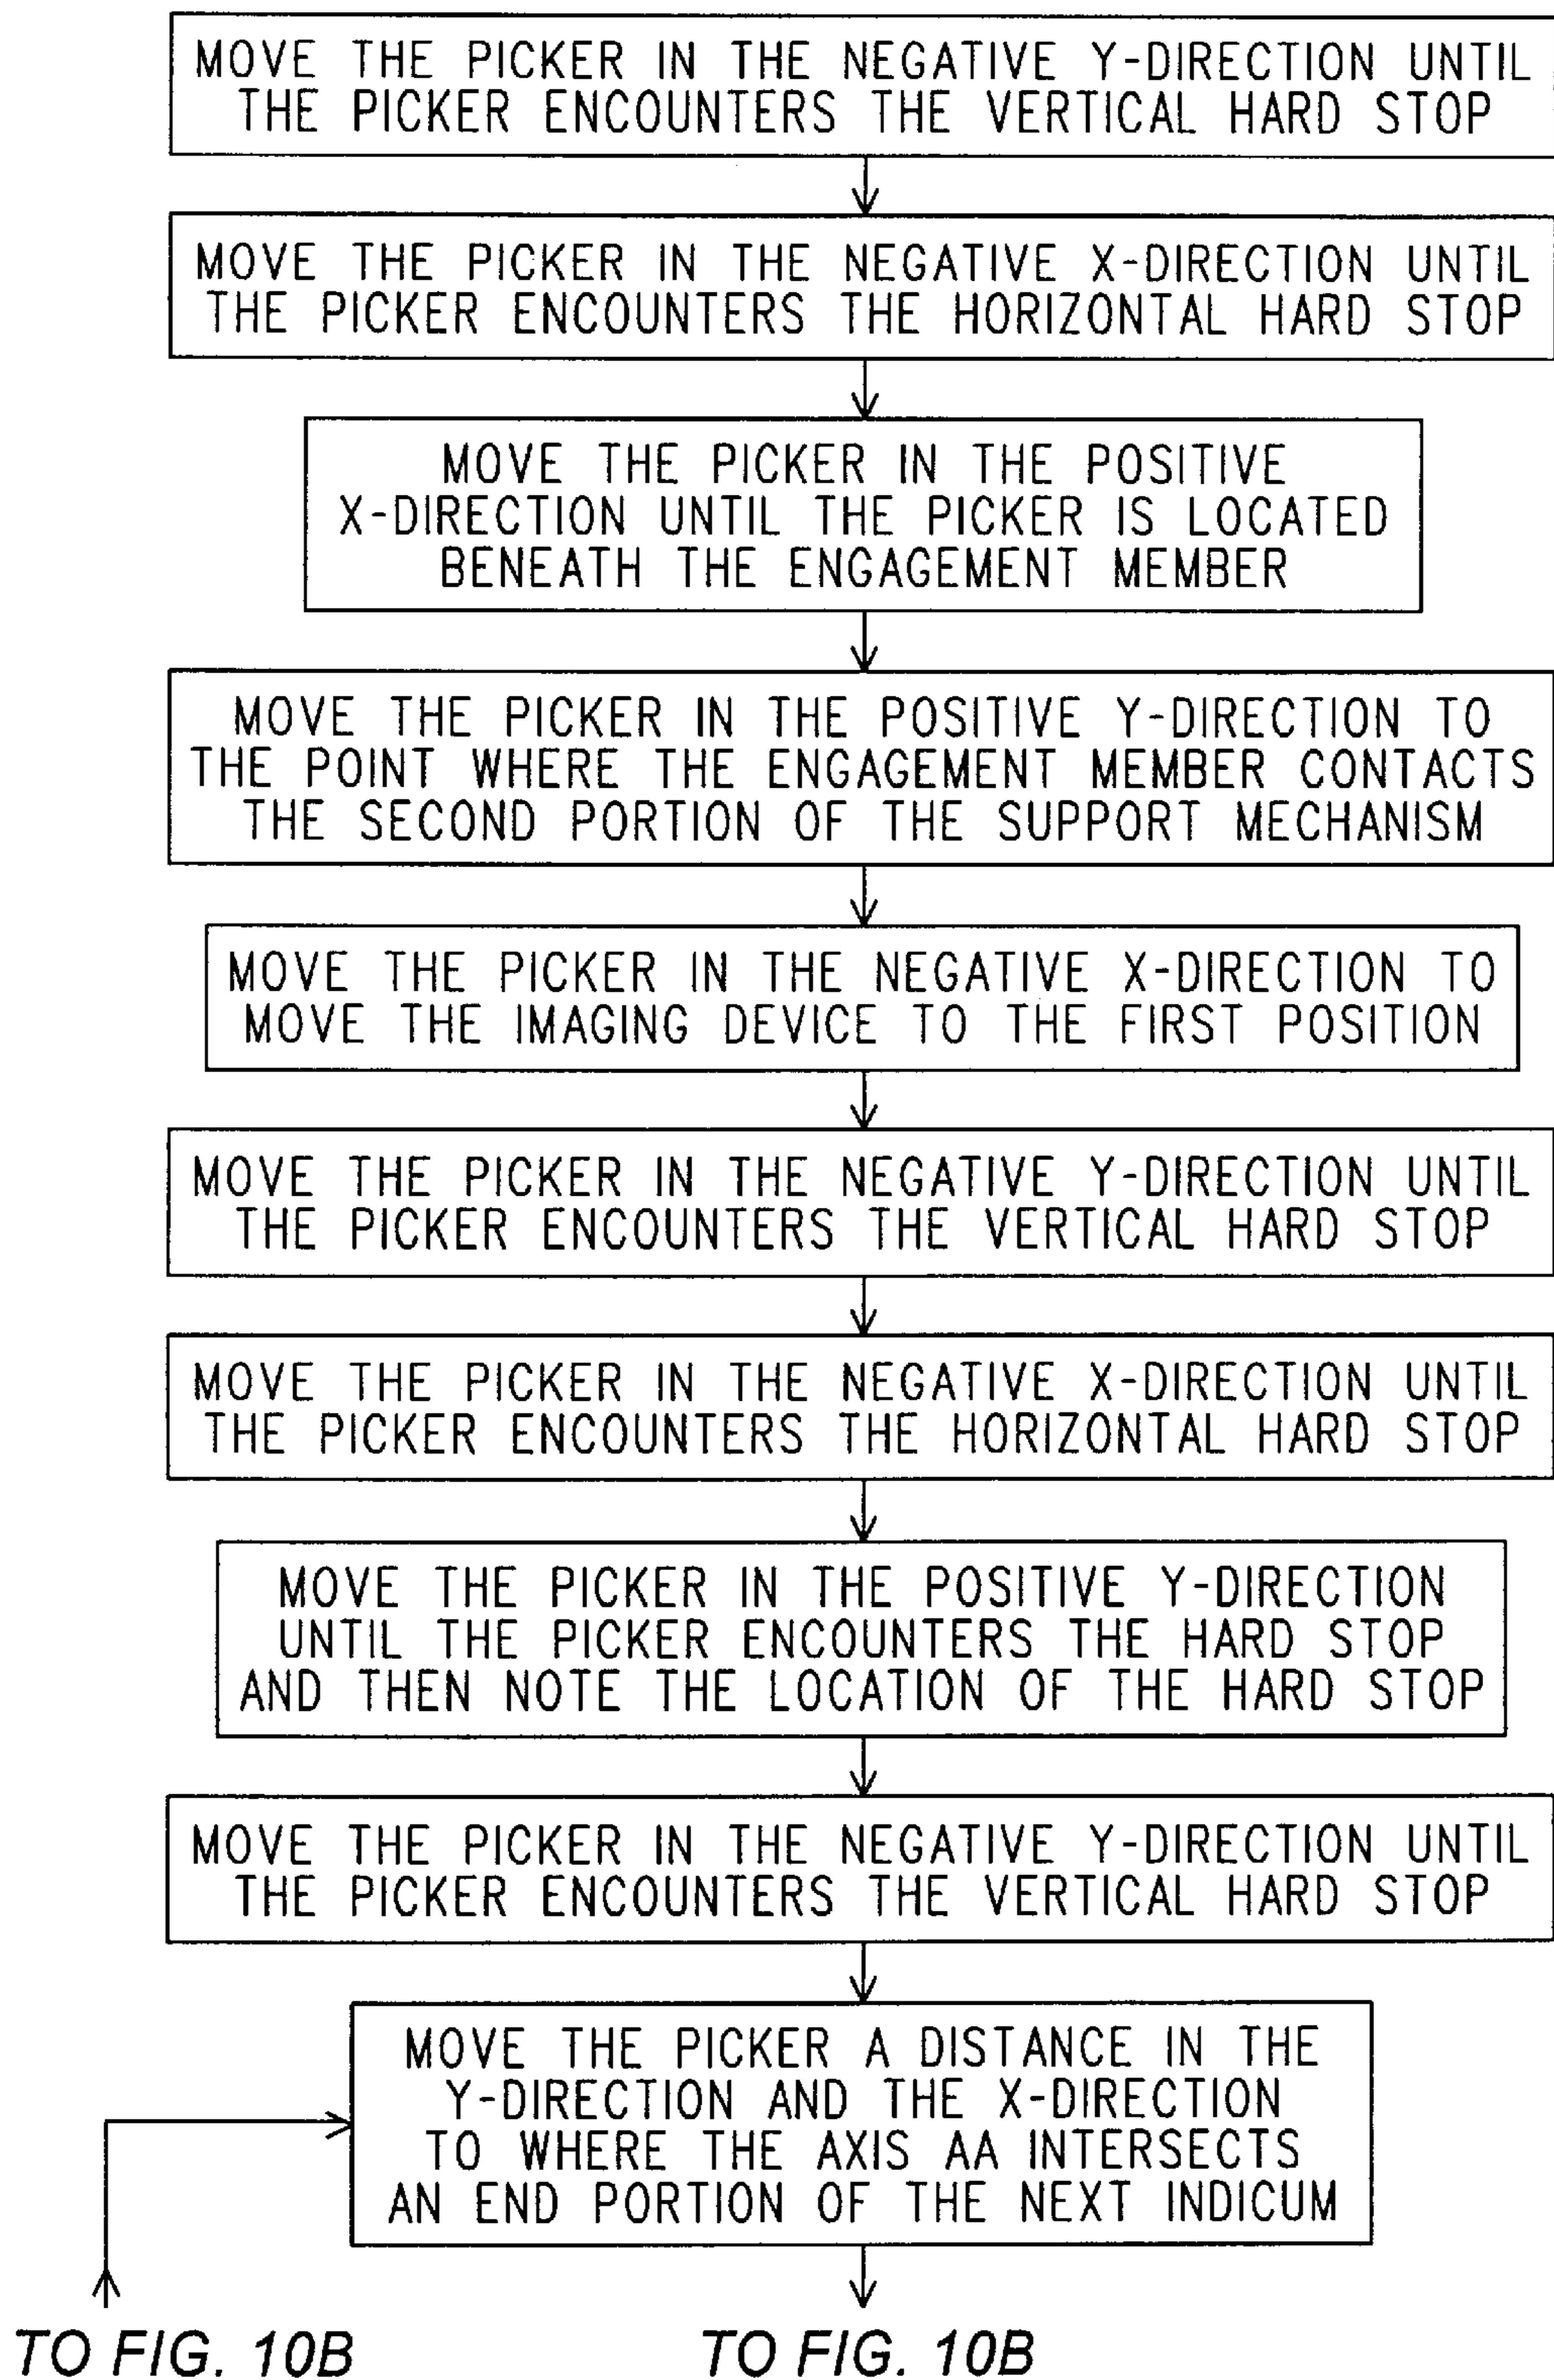 MOVE THE PICKER IN THE NEGATIVE Y-DIRECTION UNTIL
THE PICKER ENCOUNTERS THE VERTICAL HARD STOP
MOVE THE PICKER IN THE NEGATIVE X-DIRECTION UNTIL
THE PICKER ENCOUNTERS THE HORIZONTAL HARD STOP
MOVE THE PICKER IN THE POSITIVE
X-DIRECTION UNTIL THE PICKER IS LOCATED
BENEATH THE ENGAGEMENT MEMBER
MOVE THE PICKER IN THE POSITIVE Y-DIRECTION TO
THE POINT WHERE THE ENGAGEMENT MEMBER CONTACTS
THE SECOND PORTION OF THE SUPPORT MECHANISM
MOVE THE PICKER IN THE NEGATIVE X-DIRECTION TO
MOVE THE IMAGING DEVICE TO THE FIRST POSITION
MOVE THE PICKER IN THE NEGATIVE Y-DIRECTION UNTIL
THE PICKER ENCOUNTERS THE VERTICAL HARD STOP
MOVE THE PICKER IN THE NEGATIVE X-DIRECTION UNTIL
THE PICKER ENCOUNTERS THE HORIZONTAL HARD STOP
MOVE THE PICKER IN THE POSITIVE Y-DIRECTION
UNTIL THE PICKER ENCOUNTERS THE HARD STOP
AND THEN NOTE THE LOCATION OF THE HARD STOP
MOVE THE PICKER IN THE NEGATIVE Y-DIRECTION UNTIL
THE PICKER ENCOUNTERS THE VERTICAL HARD STOP
MOVE THE PICKER A DISTANCE IN THE
Y-DIRECTION AND THE X-DIRECTION
TO WHERE THE AXIS AA INTERSECTS
AN END PORTION OF THE NEXT INDICUM
TO FIG. 10B
TO FIG. 10B